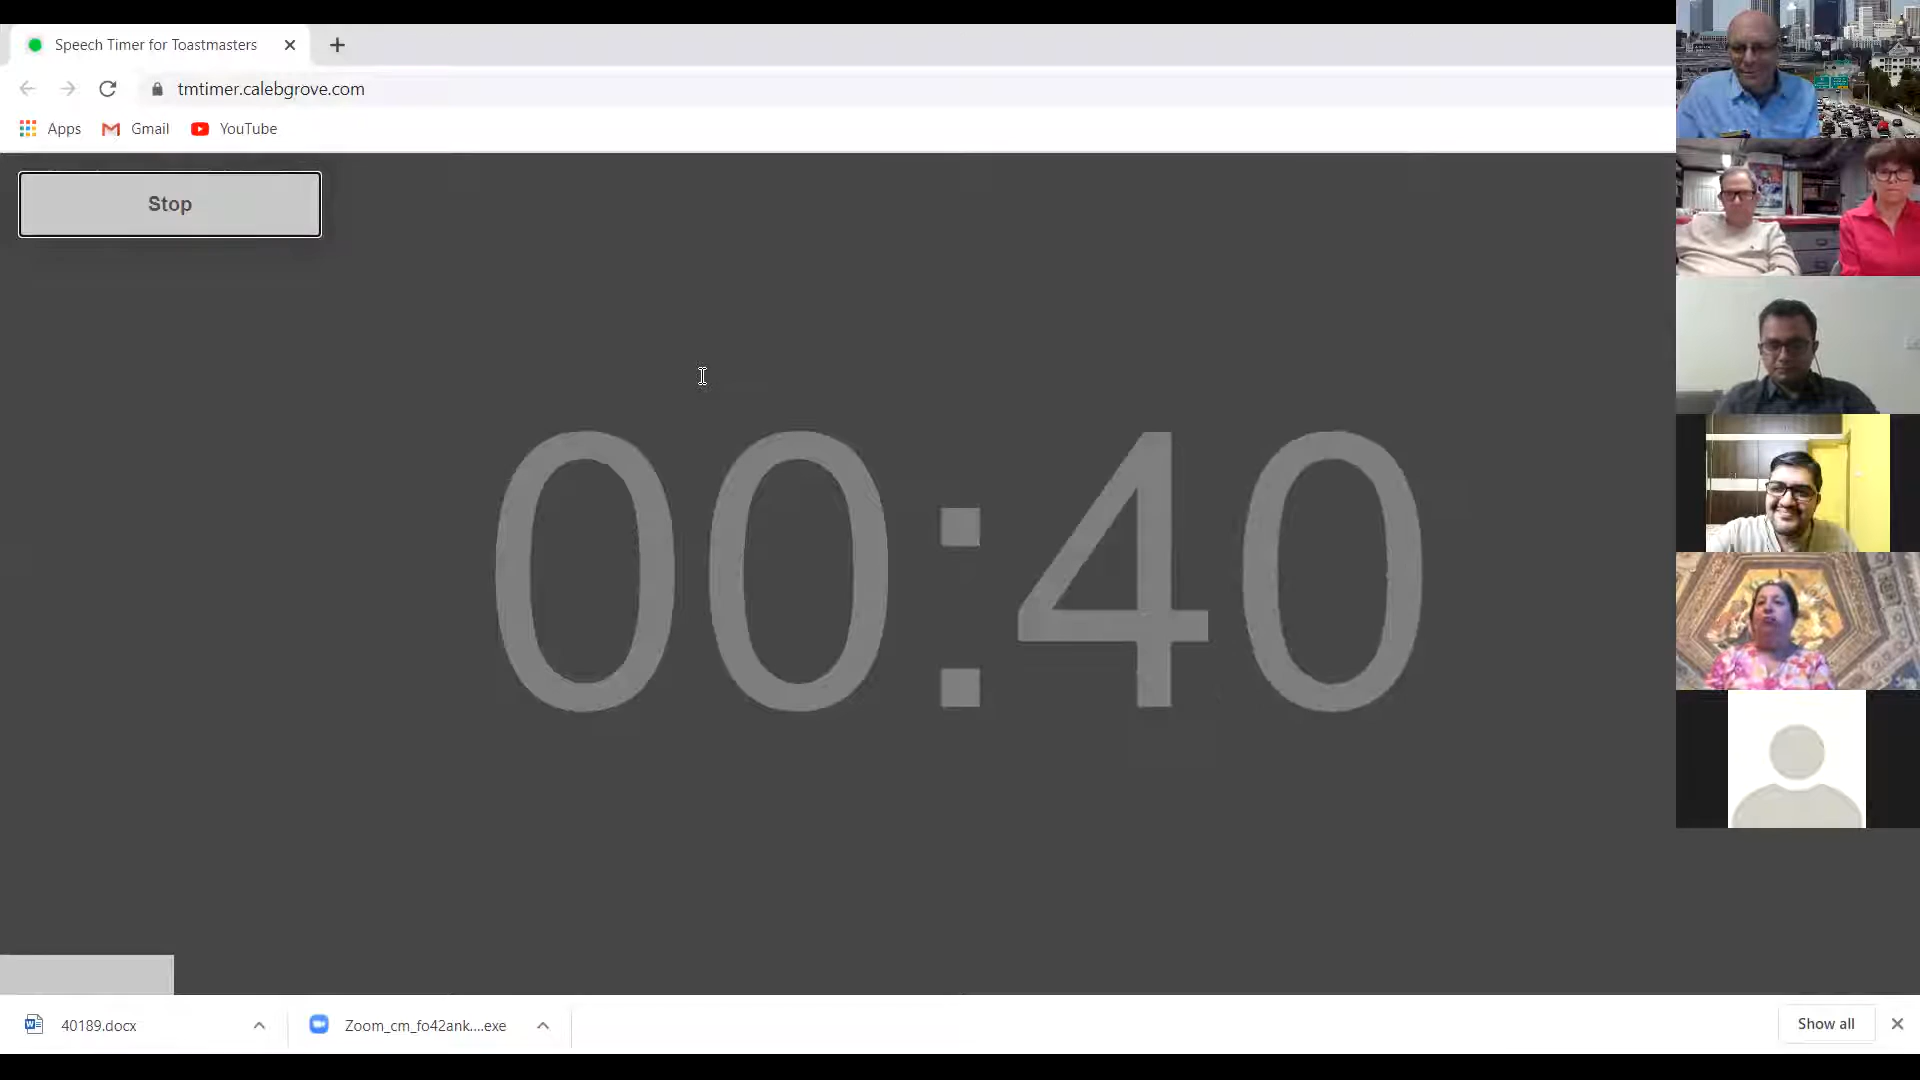 Speech Timer for Toastmasters
tmtimer.calebgrove.com
Apps Gmail YouTube
Stop
00:40
40189.docx Zoom_cm_fo42ank....exe Show all